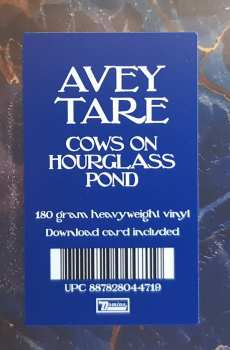 AVEY
TARE
COWS ON
HOURGLASS
POND
180 gram heavyweight vinyl
Download card included
UPC 887828044719
Domino